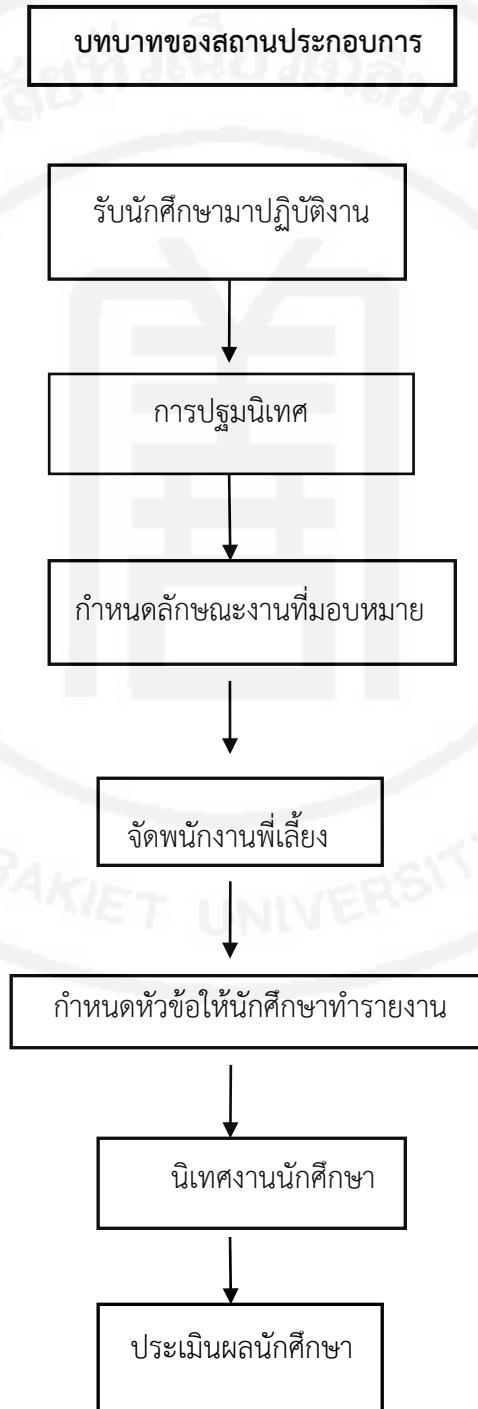 บทบาทของสถานประกอบการ
รับนักศึกษามาปฏิบัติงาน
การปฐมนิเทศ
กำหนดลักษณะงานที่มอบหมาย
จัดพนักงานพี่เลี้ยง
กำหนดหัวข้อให้นักศึกษาทำรายงาน
UNIVERSIT
นิเทศงานนักศึกษา
ประเมินผลนักศึกษา